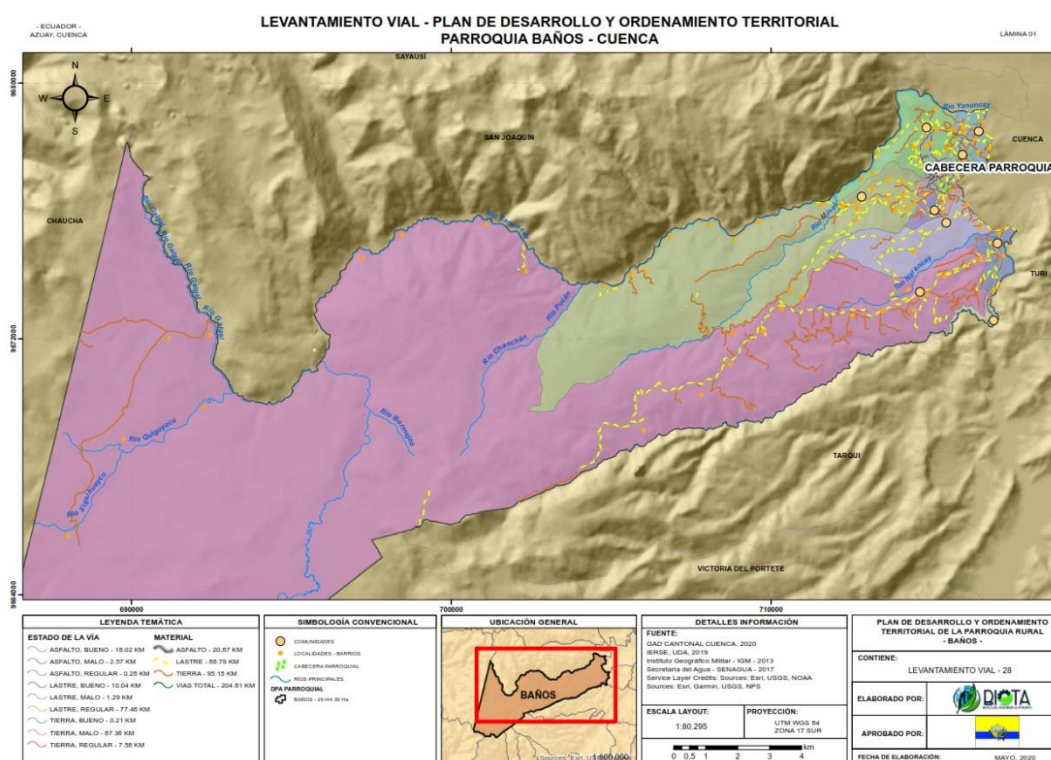 - ECUADOR -
AZUAY, CUENCA
LEVANTAMIENTO VIAL - PLAN DE DESARROLLO Y ORDENAMIENTO TERRITORIAL
PARROQUIA BAÑOS - CUENCA
LÁMINA 01
SAYAUSÍ
9680000
N
W
E
S
Río Yanuncay
SAN JOAQUIN
CUENCA
CABECERA PARROQUIA
CHAUCHA
TURI
Río Narancay
Río Galgal
Río Pucán
9672000
Río Chanchán
Río Bermejos
Río Quiguyacu
TARQUI
VICTORIA DEL PORTETE
9664000
690000
700000
710000
LEYENDA TEMÁTICA
ESTADO DE LA VÍA
ASFALTO, BUENO - 18.02 KM
ASFALTO, MALO - 2.57 KM
ASFALTO, REGULAR - 0.28 KM
LASTRE, BUENO - 10.04 KM
LASTRE, MALO - 1.29 KM
LASTRE, REGULAR - 77.46 KM
TIERRA, BUENO - 0.21 KM
TIERRA, MALO - 87.36 KM
TIERRA, REGULAR - 7.58 KM
MATERIAL
ASFALTO - 20.87 KM
LASTRE - 88.79 KM
TIERRA - 95.15 KM
VIAS TOTAL - 204.81 KM
SIMBOLOGÍA CONVENCIONAL
COMUNIDADES
LOCALIDADES - BARRIOS
CABECERA PARROQUIAL
RÍOS PRINCIPALES
DPA PARROQUIAL
UBICACIÓN GENERAL
BAÑOS
DETALLES INFORMACIÓN
FUENTE:
GAD CANTONAL CUENCA, 2020
IERSE, UDA, 2019
Instituto Geográfico Militar - IGM - 2013
Secretaria del Agua - SENAGUA - 2017
Service Layer Credits: Sources: Esri, USGS, NOAA
Sources: Esri, Garmin, USGS, NPS
ESCALA LAYOUT:
1:80.295
PROYECCIÓN:
UTM WGS 84
ZONA 17 SUR
km
0 0,5 1 2 3 4
PLAN DE DESARROLLO Y ORDENAMIENTO
TERRITORIAL DE LA PARROQUIA RURAL
- BAÑOS -
CONTIENE:
LEVANTAMIENTO VIAL - 28
ELABORADO POR:
BIOTA
APROBADO POR:
FECHA DE ELABORACIÓN:
MAYO, 2020